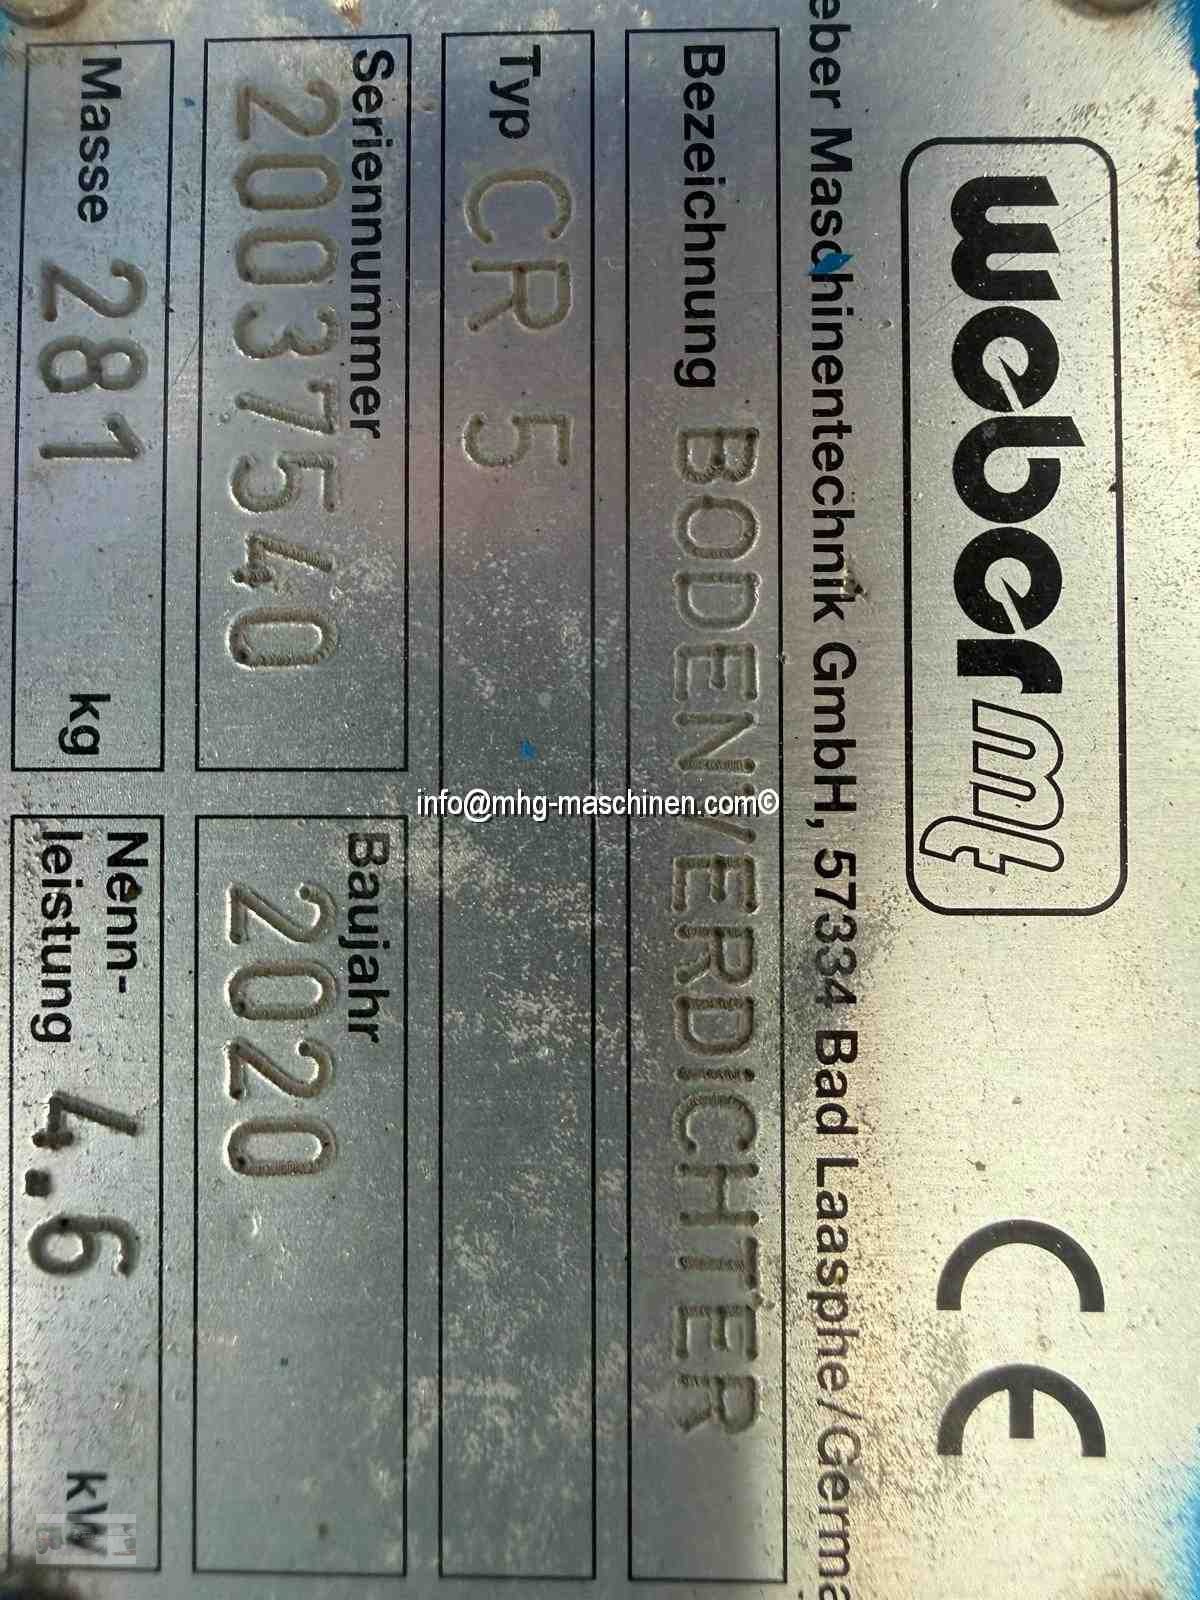 weber mt
CE
eber Maschinentechnik GmbH, 57334 Bad Laasphe/Germa
Bezeichnung BODENVERDICHTER
Typ CR 5
Seriennummer
20037540
Baujahr
2020
Masse 281 kg
Nenn-
leistung 4.6 kW
info@mhg-maschinen.com©